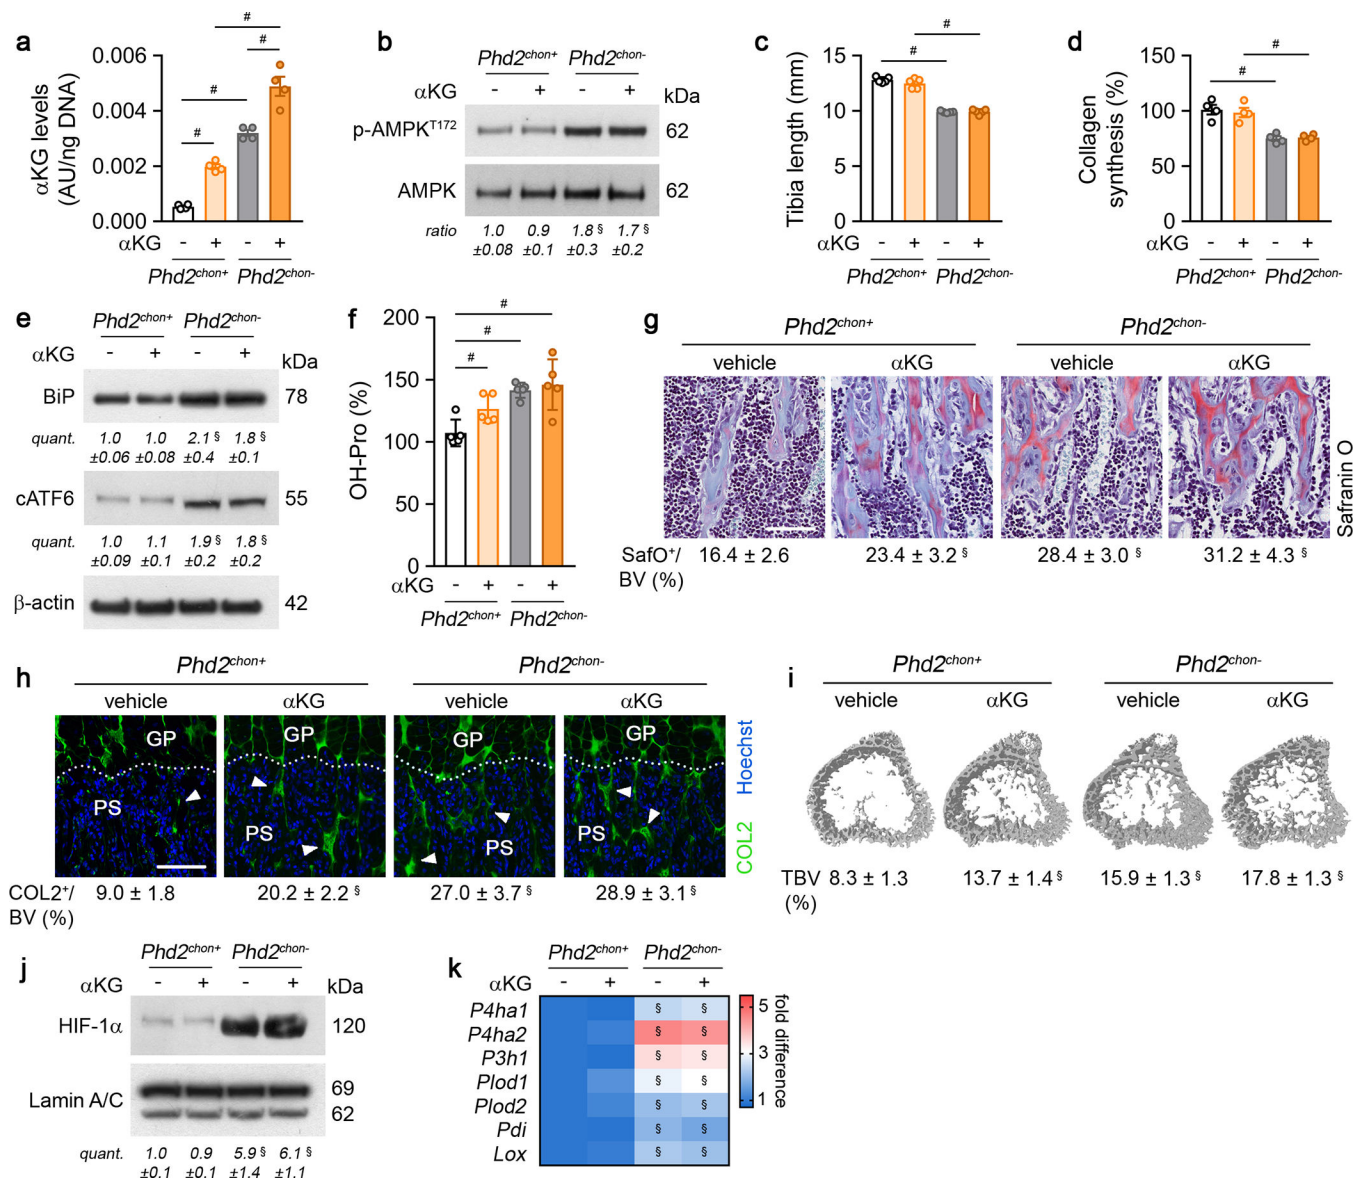 a
αKG levels
(AU/ng DNA)
0.006
0.004
0.002
0.000
#
#
#
#
αKG - + - +
Phd2chon+ Phd2chon-
b
Phd2chon+ Phd2chon-
αKG - + - + kDa
p-AMPKT172 62
AMPK 62
ratio 1.0 0.9 1.8 § 1.7 §
±0.08 ±0.1 ±0.3 ±0.2
c
Tibia length (mm)
15
10
5
0
#
#
αKG - + - +
Phd2chon+ Phd2chon-
d
Collagen
synthesis (%)
150
100
50
0
#
#
αKG - + - +
Phd2chon+ Phd2chon-
e
Phd2chon+ Phd2chon-
αKG - + - + kDa
BiP 78
quant. 1.0 1.0 2.1 § 1.8 §
±0.06 ±0.08 ±0.4 ±0.1
cATF6 55
quant. 1.0 1.1 1.9 § 1.8 §
±0.09 ±0.1 ±0.2 ±0.2
β-actin 42
f
OH-Pro (%)
200
150
100
50
0
#
#
#
αKG - + - +
Phd2chon+ Phd2chon-
g
Phd2chon+ Phd2chon-
vehicle αKG vehicle αKG
Safranin O
SafO+/ 16.4 ± 2.6 23.4 ± 3.2 § 28.4 ± 3.0 § 31.2 ± 4.3 §
BV (%)
h
Phd2chon+ Phd2chon-
vehicle αKG vehicle αKG
GP GP GP GP
PS PS PS PS
COL2 Hoechst
COL2+/ 9.0 ± 1.8 20.2 ± 2.2 § 27.0 ± 3.7 § 28.9 ± 3.1 §
BV (%)
i
Phd2chon+ Phd2chon-
vehicle αKG vehicle αKG
TBV 8.3 ± 1.3 13.7 ± 1.4 § 15.9 ± 1.3 § 17.8 ± 1.3 §
(%)
j
Phd2chon+ Phd2chon-
αKG - + - + kDa
HIF-1α 120
Lamin A/C 69
62
quant. 1.0 0.9 5.9 § 6.1 §
±0.1 ±0.1 ±1.4 ±1.1
k
Phd2chon+ Phd2chon-
αKG - + - +
P4ha1 § §
P4ha2 § §
P3h1 § §
Plod1 § §
Plod2 § §
Pdi § §
Lox § §
5
3
1
fold difference